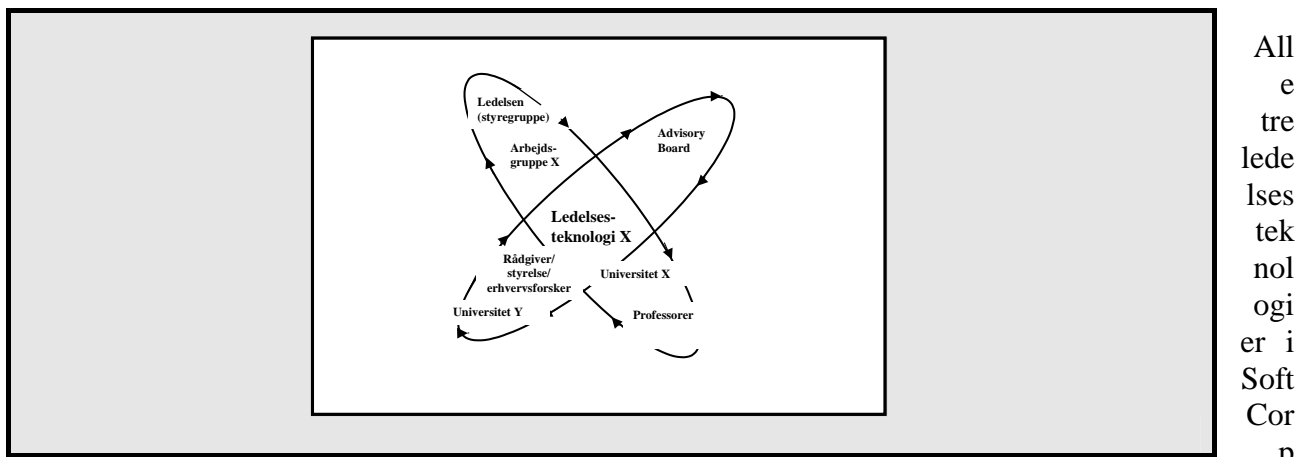 Ledelsen
(styregruppe)
Arbejds-
gruppe X
Advisory
Board
Ledelses-
teknologi X
Rådgiver/
styrelse/
erhvervsforsker
Universitet X
Universitet Y
Professorer
All
e
tre
lede
lses
tek
nol
ogi
er i
Soft
Cor
p